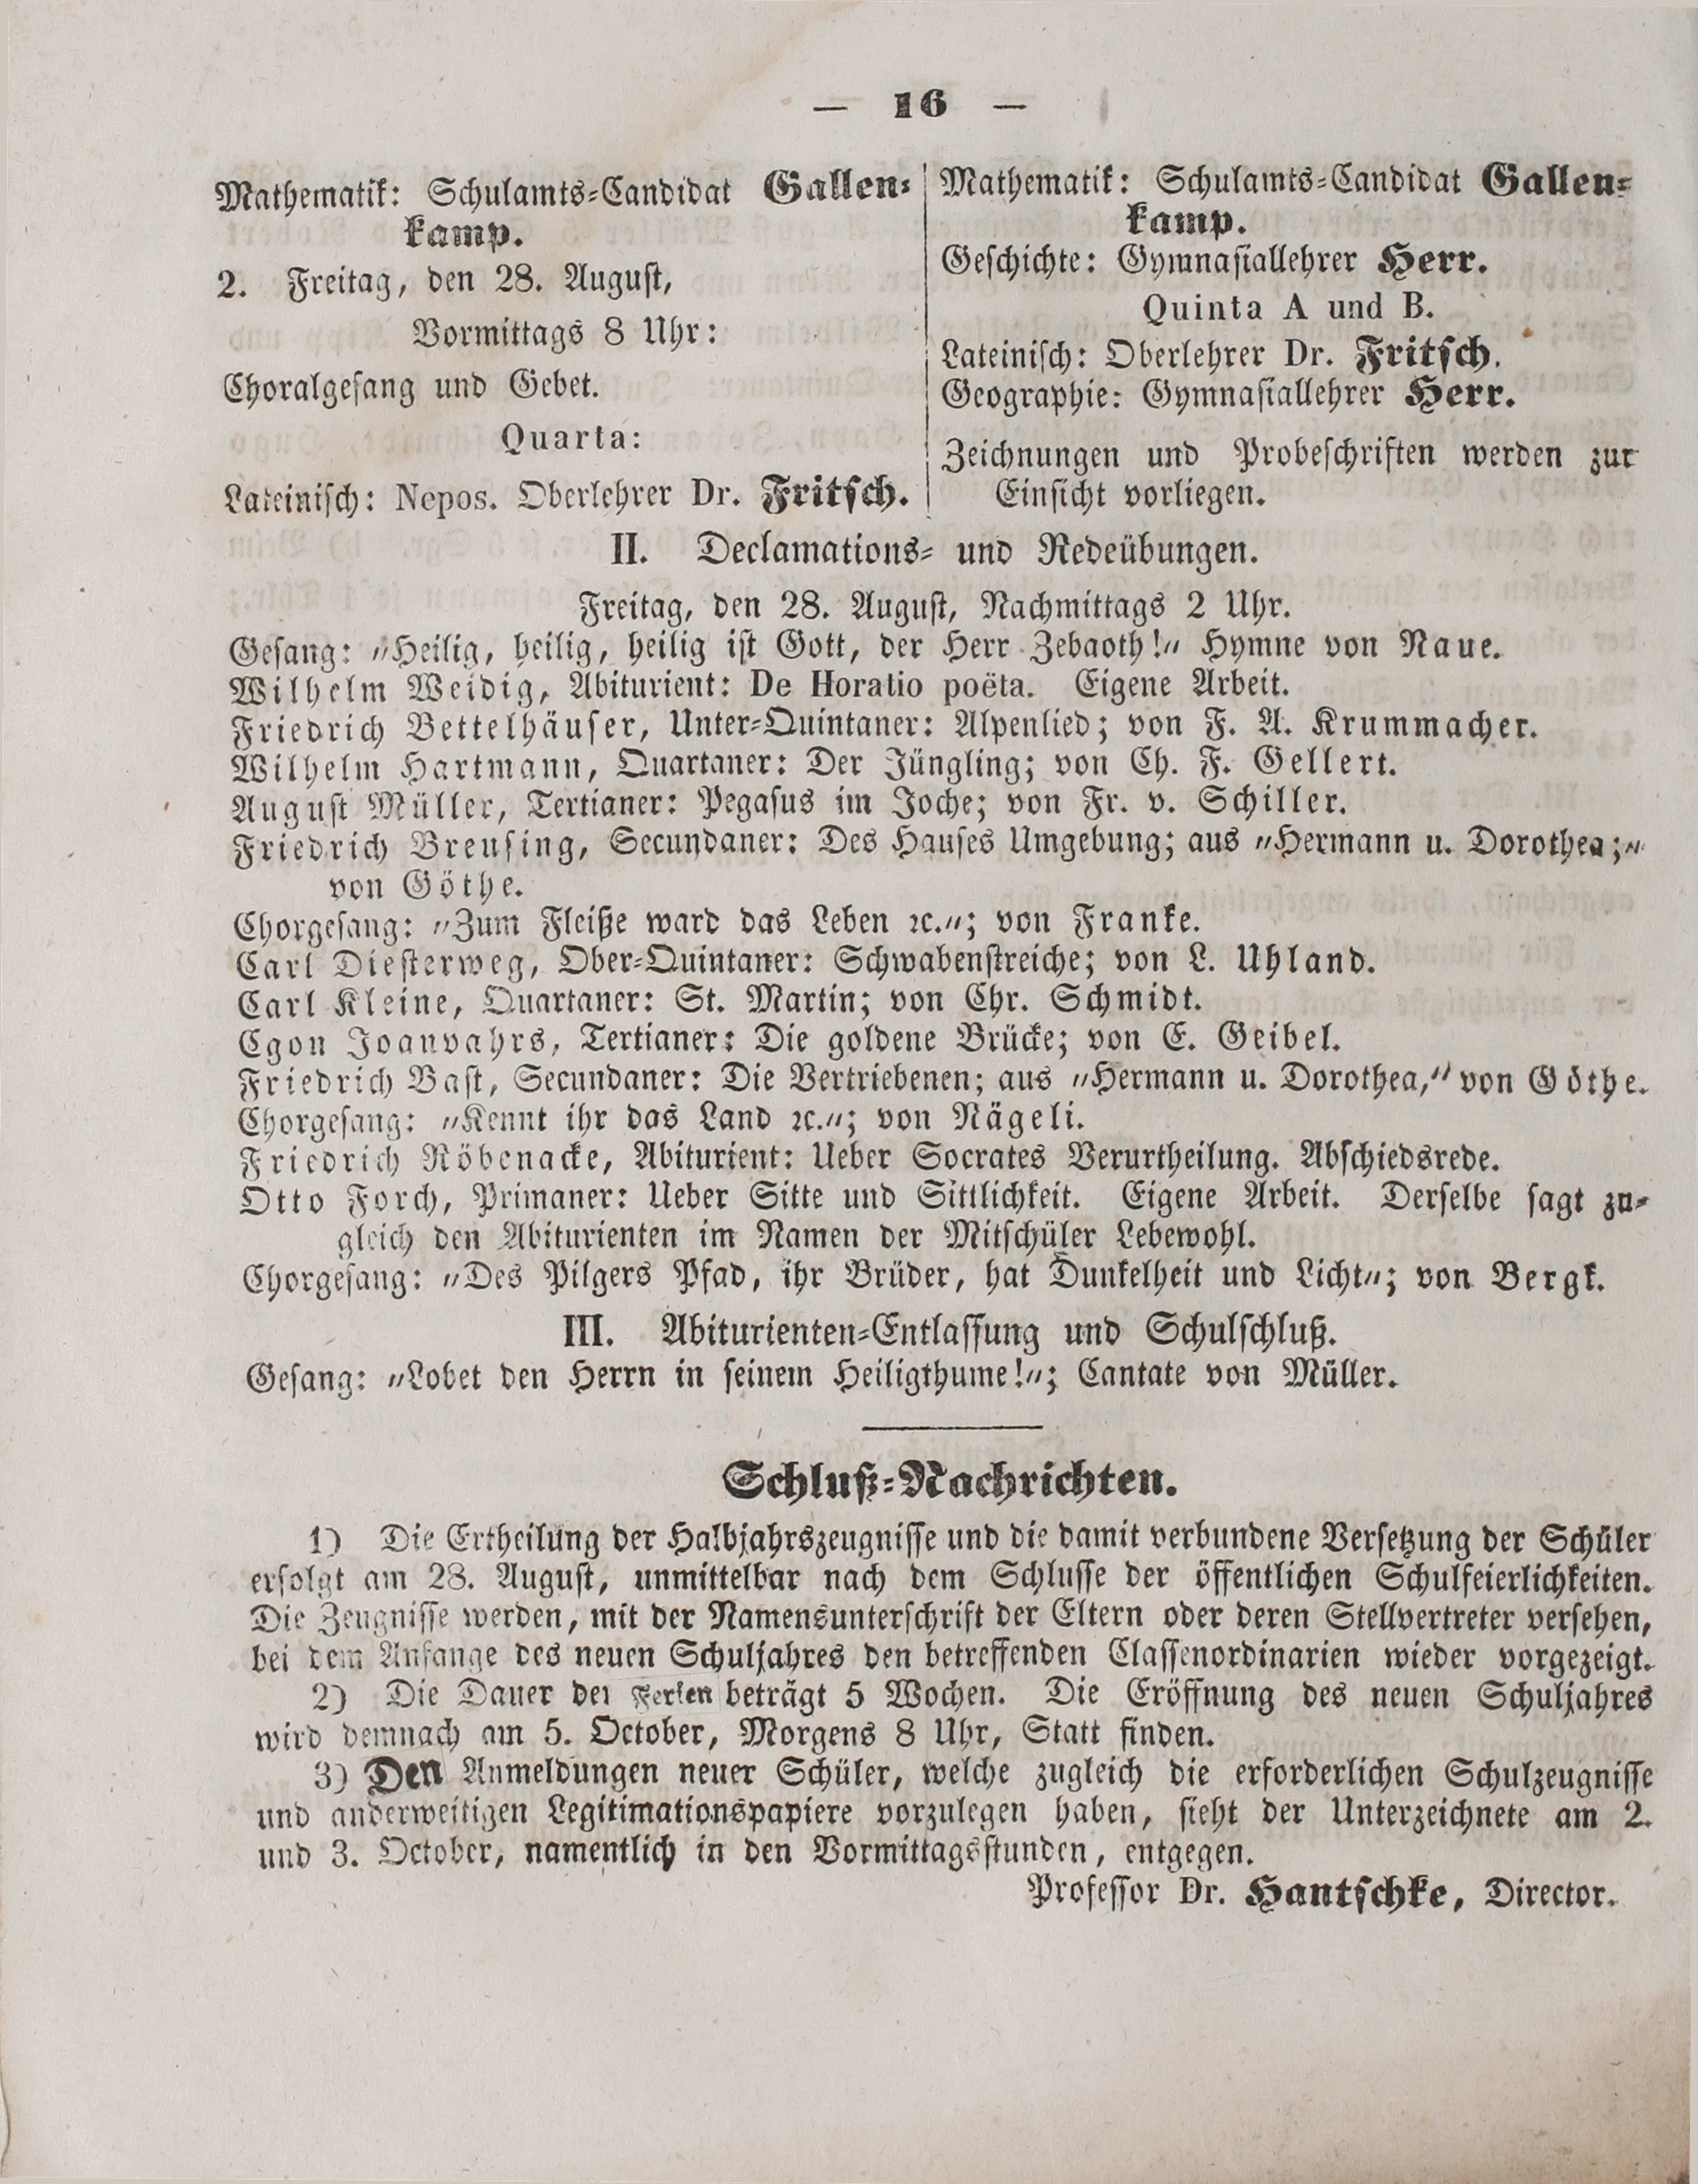 — 16 —
Mathematik: Schulamts-Candidat Gallen-
kamp.
2. Freitag, den 28. August,
Vormittags 8 Uhr:
Choralgesang und Gebet.
Quarta:
Lateinisch: Nepos. Oberlehrer Dr. Fritsch.
Mathematik: Schulamts-Candidat Gallen-
kamp.
Geschichte: Gymnasiallehrer Herr.
Quinta A und B.
Lateinisch: Oberlehrer Dr. Fritsch.
Geographie: Gymnasiallehrer Herr.
Zeichnungen und Probeschriften werden zur
Einsicht vorliegen.
II. Declamations- und Redeübungen.
Freitag, den 28. August, Nachmittags 2 Uhr.
Gesang: „Heilig, heilig, heilig ist Gott, der Herr Zebaoth!„ Hymne von Naue.
Wilhelm Weidig, Abiturient: De Horatio poëta. Eigene Arbeit.
Friedrich Bettelhäuser, Unter-Quintaner: Alpenlied; von F. A. Krummacher.
Wilhelm Hartmann, Quartaner: Der Jüngling; von Ch. F. Gellert.
August Müller, Tertianer: Pegasus im Joche; von Fr. v. Schiller.
Friedrich Breusing, Secundaner: Des Hauses Umgebung; aus „Hermann u. Dorothea;„
von Göthe.
Chorgesang: „Zum Fleiße ward das Leben ꝛc.„; von Franke.
Carl Diesterweg, Ober-Quintaner: Schwabenstreiche; von L. Uhland.
Carl Kleine, Quartaner: St. Martin; von Chr. Schmidt.
Egon Joanvahrs, Tertianer: Die goldene Brücke; von E. Geibel.
Friedrich Bast, Secundaner: Die Vertriebenen; aus „Hermann u. Dorothea,“ von Göthe.
Chorgesang: „Kennt ihr das Land ꝛc.„; von Nägeli.
Friedrich Röbenacke, Abiturient: Ueber Socrates Verurtheilung. Abschiedsrede.
Otto Forch, Primaner: Ueber Sitte und Sittlichkeit. Eigene Arbeit. Derselbe sagt zu-
gleich den Abiturienten im Namen der Mitschüler Lebewohl.
Chorgesang: „Des Pilgers Pfad, ihr Brüder, hat Dunkelheit und Licht„; von Bergk.
III. Abiturienten-Entlassung und Schulschluß.
Gesang: „Lobet den Herrn in seinem Heiligthume!„; Cantate von Müller.
Schluß-Nachrichten.
1) Die Ertheilung der Halbjahrszeugnisse und die damit verbundene Versetzung der Schüler
erfolgt am 28. August, unmittelbar nach dem Schlusse der öffentlichen Schulfeierlichkeiten.
Die Zeugnisse werden, mit der Namensunterschrift der Eltern oder deren Stellvertreter versehen,
bei dem Anfange des neuen Schuljahres den betreffenden Classenordinarien wieder vorgezeigt.
2) Die Dauer der Ferien beträgt 5 Wochen. Die Eröffnung des neuen Schuljahres
wird demnach am 5. October, Morgens 8 Uhr, Statt finden.
3) Den Anmeldungen neuer Schüler, welche zugleich die erforderlichen Schulzeugnisse
und anderweitigen Legitimationspapiere vorzulegen haben, sieht der Unterzeichnete am 2.
und 3. October, namentlich in den Vormittagsstunden, entgegen.
Professor Dr. Hantschke, Director.